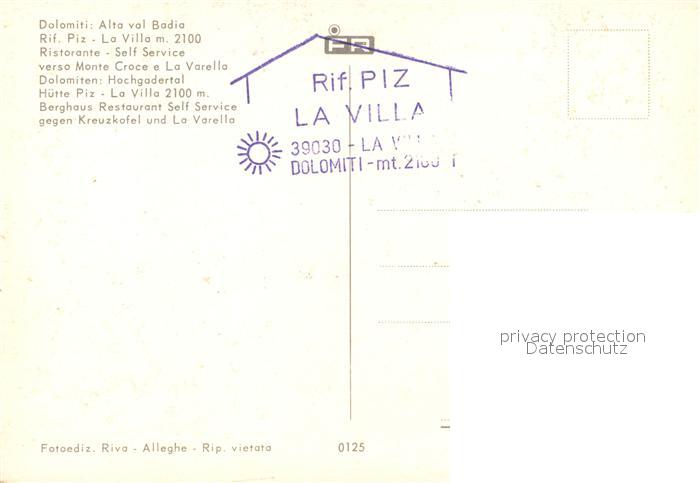 Dolomiti: Alta val Badia
Rif. Piz - La Villa m. 2100
Ristorante - Self Service
verso Monte Croce e La Varella
Dolomiten: Hochgadertal
Hütte Piz - La Villa 2100 m.
Berghaus Restaurant Self Service
gegen Kreuzkofel und La Varella
Rif. PIZ
LA VILLA
39030 - LA
DOLOMITI - mt.
privacy protection
Datenschutz
Fotoediz. Riva - Alleghe - Rip. vietata
0125